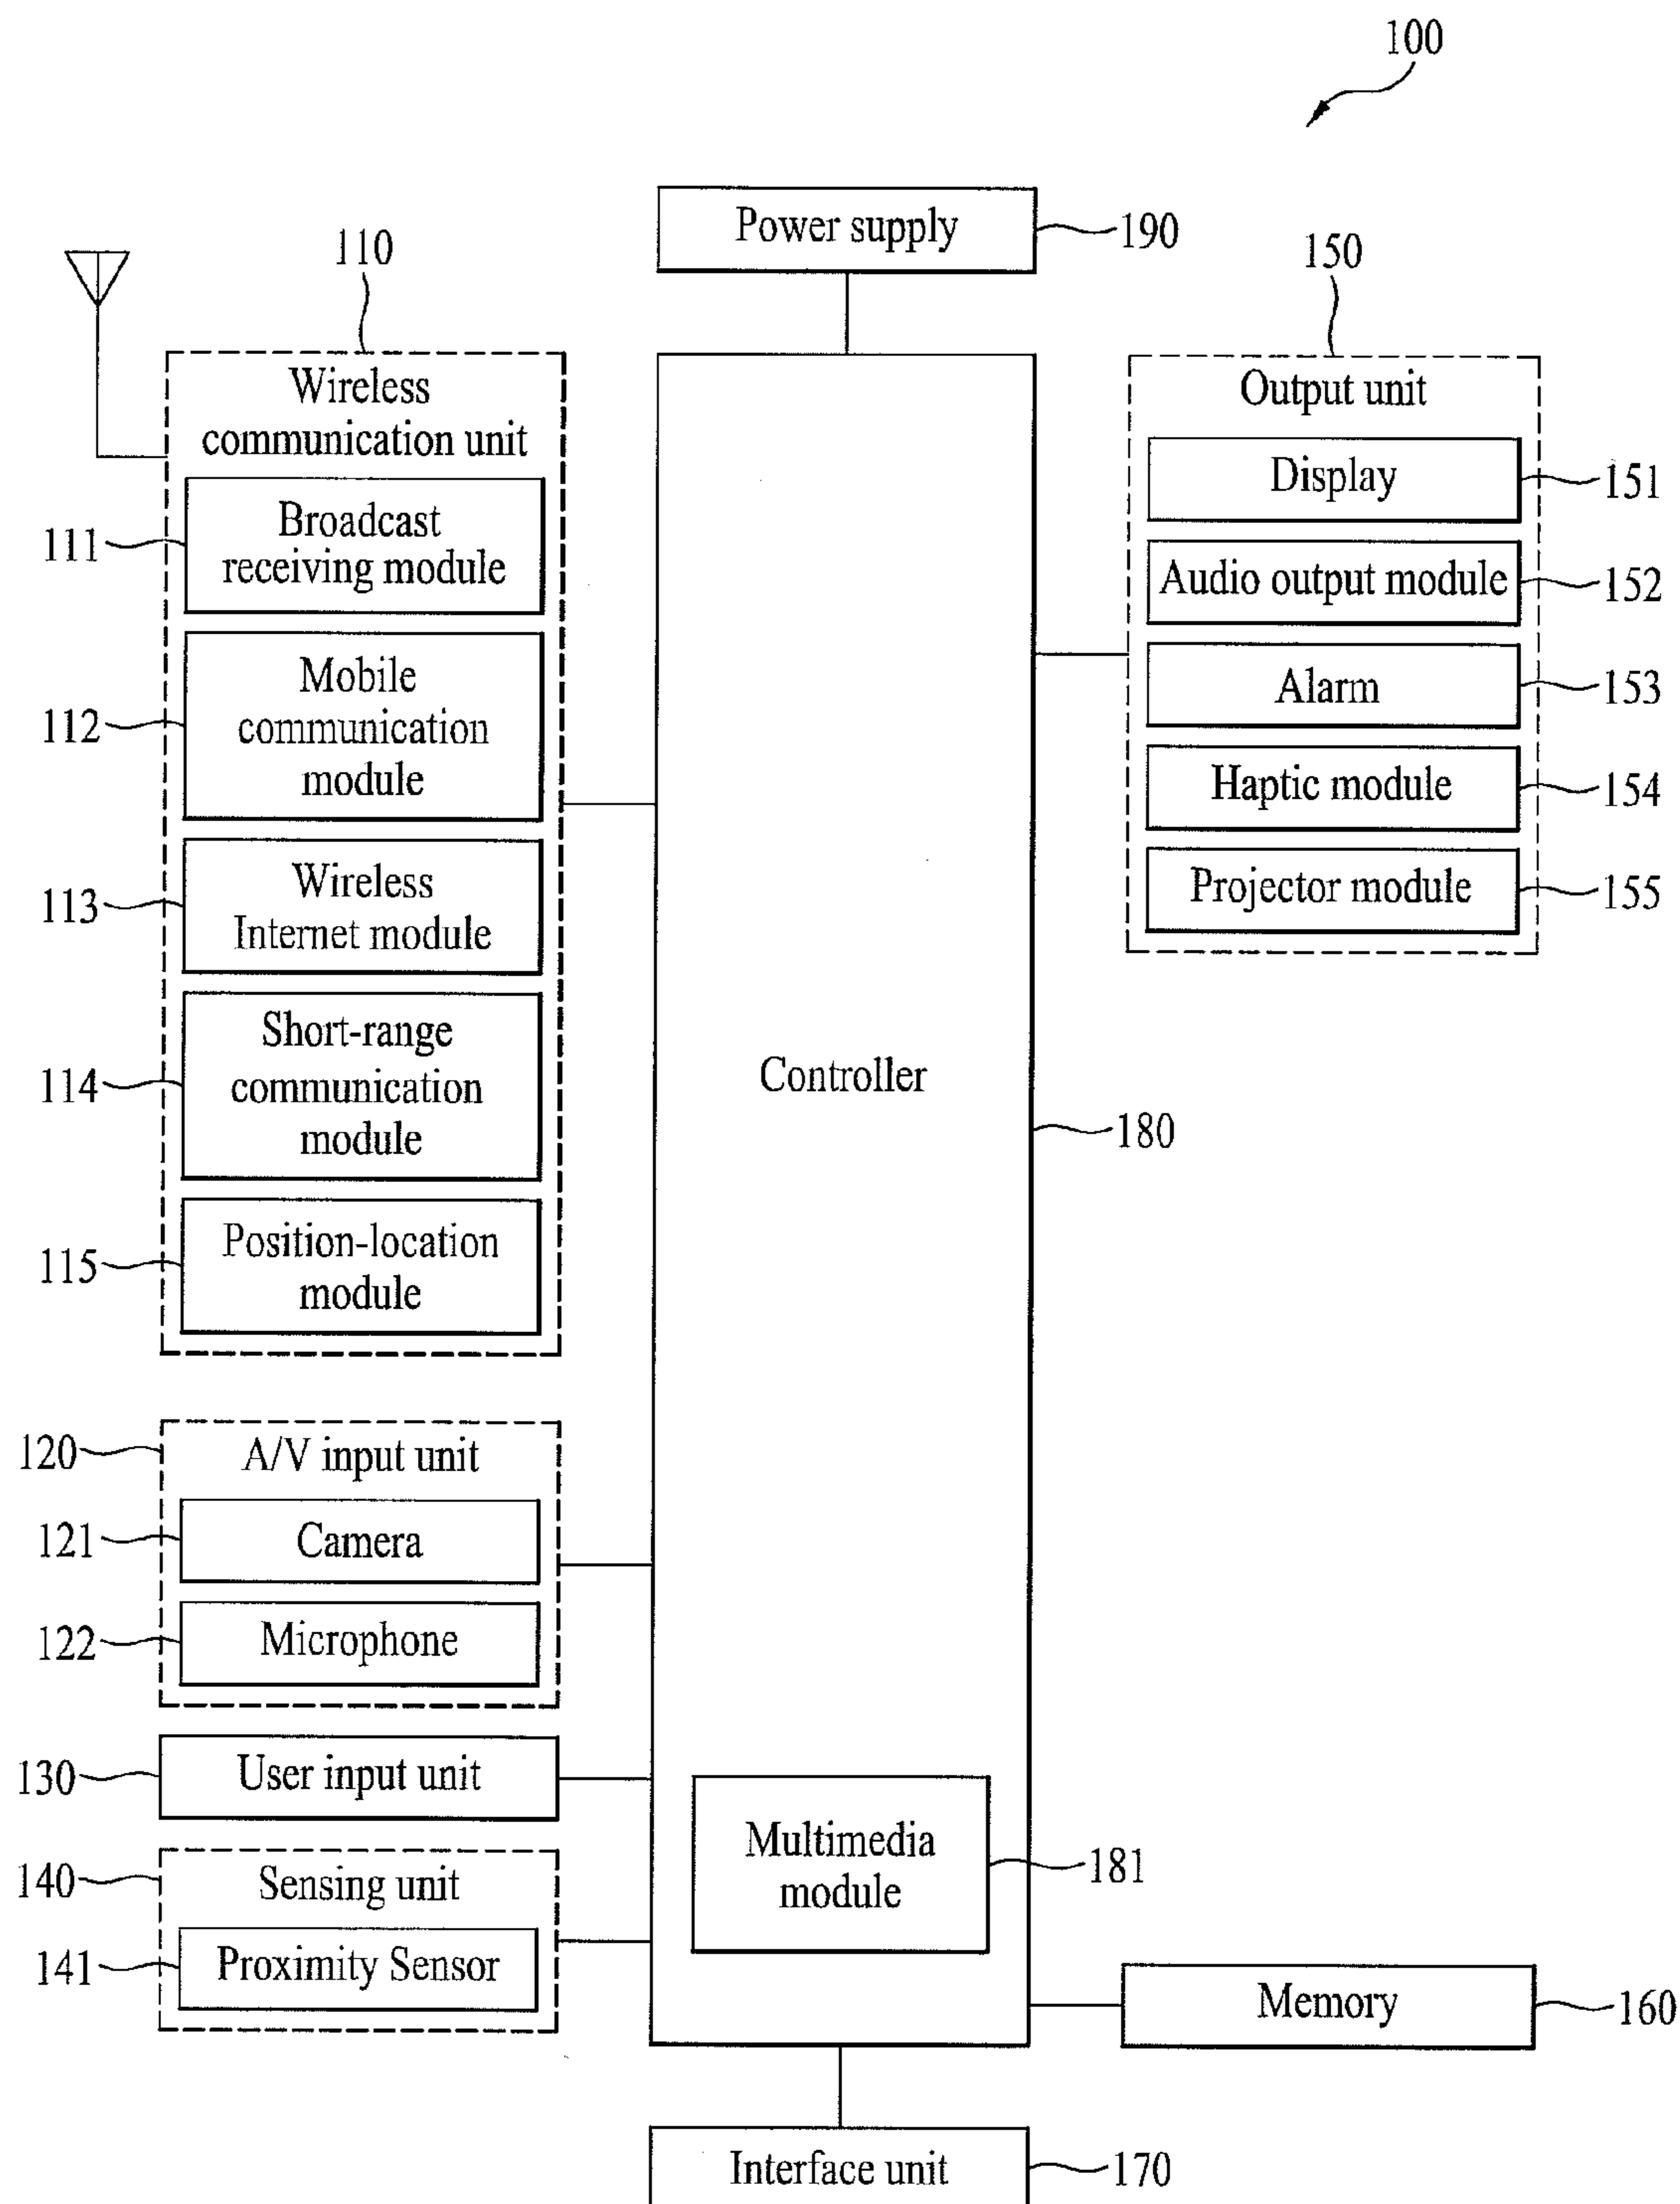 100
Power supply
190
110
Wireless
communication unit
Broadcast
receiving module
111
Mobile
communication
module
112
Wireless
Internet module
113
Short-range
communication
module
114
Position-location
module
115
120
A/V input unit
121
Camera
122
Microphone
130
User input unit
140
Sensing unit
141
Proximity Sensor
Controller
180
Multimedia
module
181
150
Output unit
Display
151
Audio output module
152
Alarm
153
Haptic module
154
Projector module
155
Memory
160
Interface unit
170